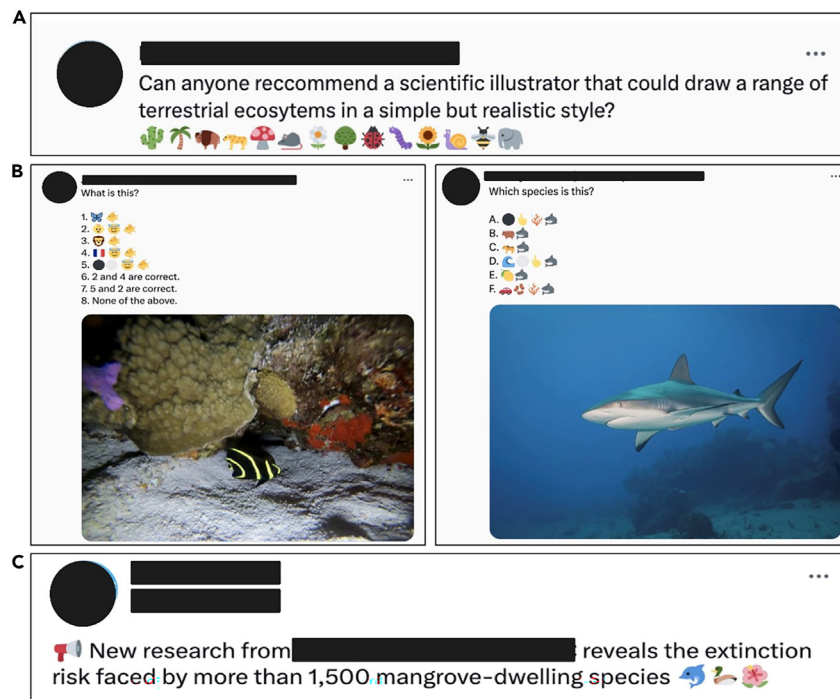 A
Can anyone reccommend a scientific illustrator that could draw a range of
terrestrial ecosytems in a simple but realistic style?
B
What is this?
1.
2.
3.
4.
5.
6. 2 and 4 are correct.
7. 5 and 2 are correct.
8. None of the above.
Which species is this?
A.
B.
C.
D.
E.
F.
C
New research from reveals the extinction
risk faced by more than 1,500 mangrove-dwelling species